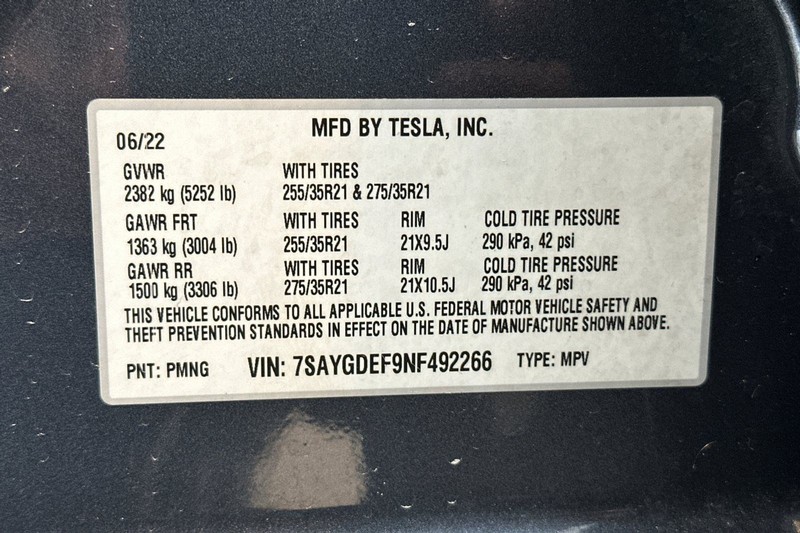 MFD BY TESLA, INC.
06/22
GVWR WITH TIRES
2382 kg (5252 lb) 255/35R21 & 275/35R21
GAWR FRT WITH TIRES RIM COLD TIRE PRESSURE
1363 kg (3004 lb) 255/35R21 21X9.5J 290 kPa, 42 psi
GAWR RR WITH TIRES RIM COLD TIRE PRESSURE
1500 kg (3306 lb) 275/35R21 21X10.5J 290 kPa, 42 psi
THIS VEHICLE CONFORMS TO ALL APPLICABLE U.S. FEDERAL MOTOR VEHICLE SAFETY AND
THEFT PREVENTION STANDARDS IN EFFECT ON THE DATE OF MANUFACTURE SHOWN ABOVE.
PNT: PMNG VIN: 7SAYGDEF9NF492266 TYPE: MPV